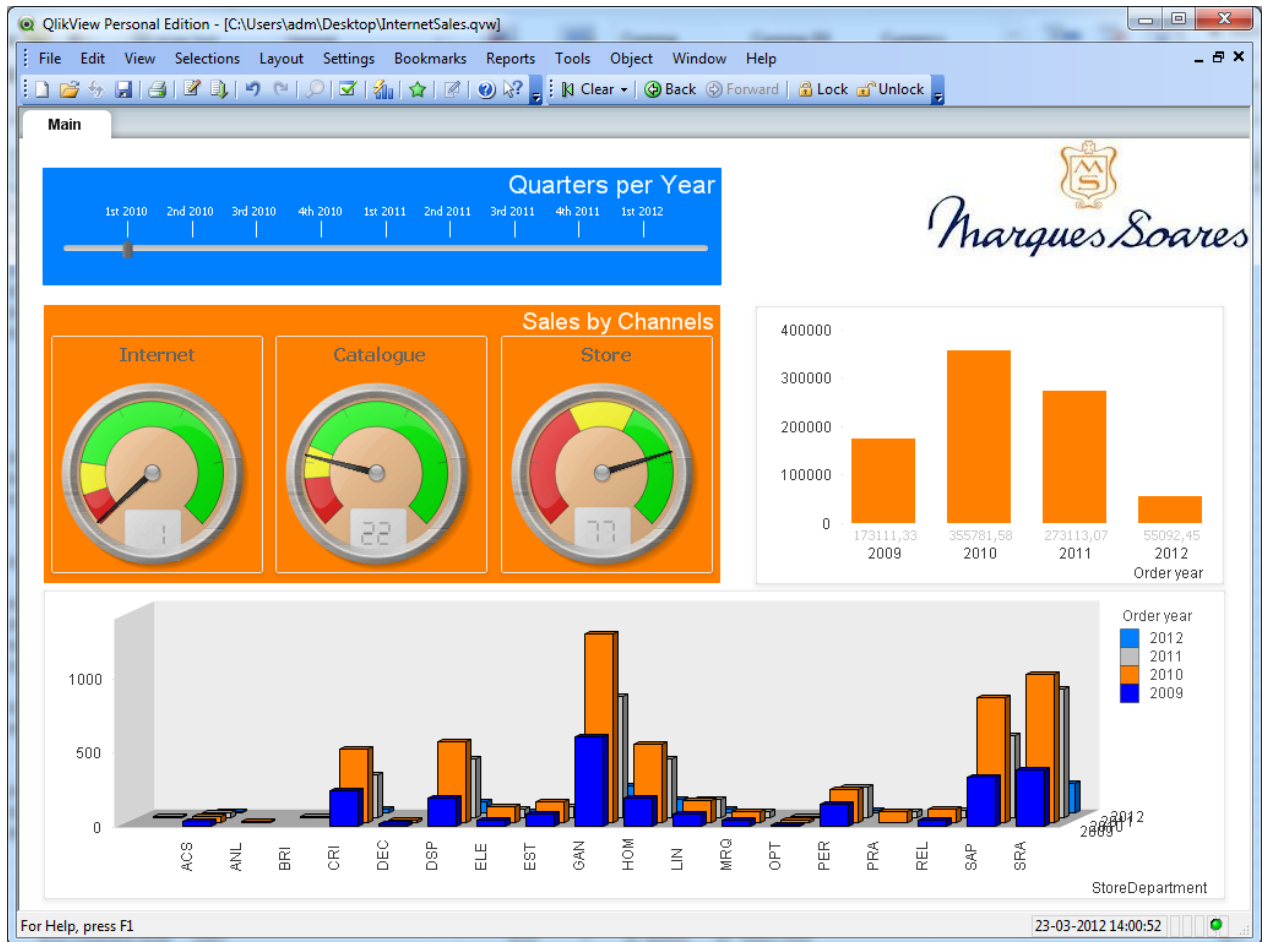 QlikView Personal Edition - [C:\Users\adm\Desktop\InternetSales.qvw]
File Edit View Selections Layout Settings Bookmarks Reports Tools Object Window Help
Clear Back Forward Lock Unlock
Main
MS
Marques Soares
Quarters per Year
1st 2010 2nd 2010 3rd 2010 4th 2010 1st 2011 2nd 2011 3rd 2011 4th 2011 1st 2012
Sales by Channels
Internet Catalogue Store
1 22 77
400000
300000
200000
100000
0
173111,33 355781,58 273113,07 55092,45
2009 2010 2011 2012
Order year
Order year
2012
2011
2010
2009
1000
500
0
2012
2011
2010
2009
ACS ANL BRI CRI DEC DSP ELE EST GAN HOM LIN MRQ OPT PER PRA REL SAP SRA
StoreDepartment
For Help, press F1
23-03-2012 14:00:52